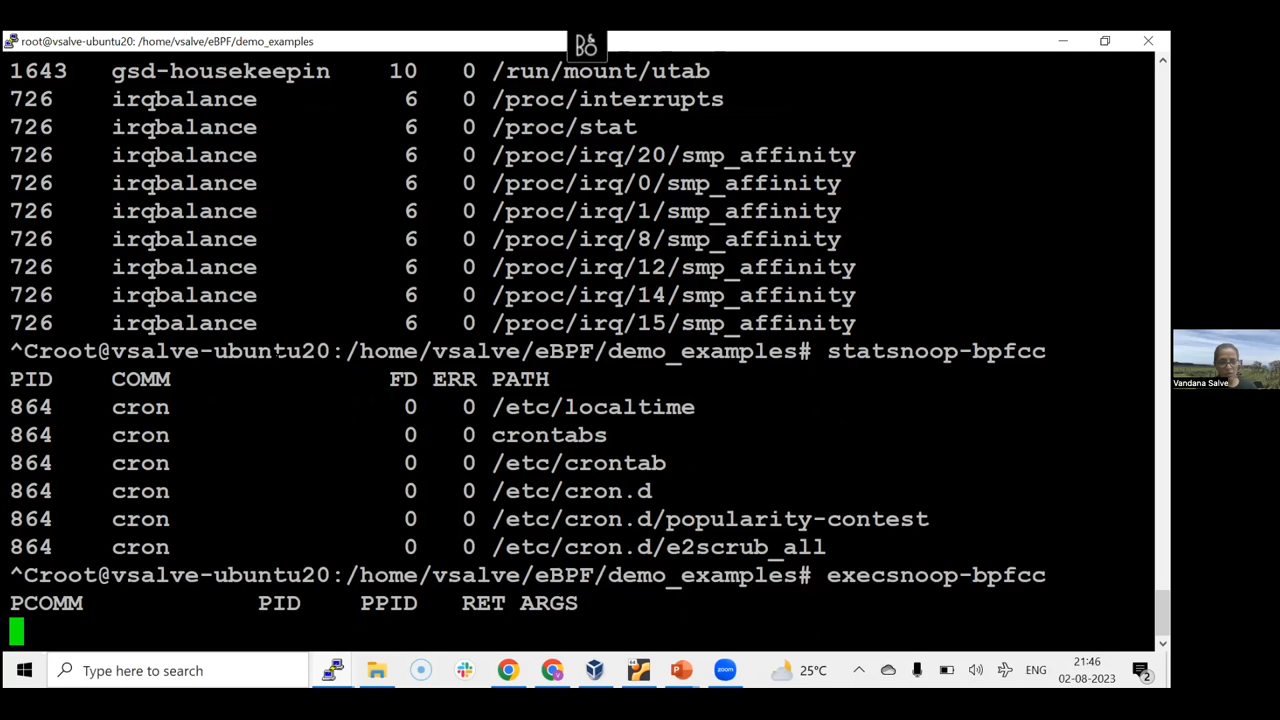 root@vsalve-ubuntu20: /home/vsalve/eBPF/demo_examples
B&O
1643 gsd-housekeepin 10 0 /run/mount/utab
726 irqbalance 6 0 /proc/interrupts
726 irqbalance 6 0 /proc/stat
726 irqbalance 6 0 /proc/irq/20/smp_affinity
726 irqbalance 6 0 /proc/irq/0/smp_affinity
726 irqbalance 6 0 /proc/irq/1/smp_affinity
726 irqbalance 6 0 /proc/irq/8/smp_affinity
726 irqbalance 6 0 /proc/irq/12/smp_affinity
726 irqbalance 6 0 /proc/irq/14/smp_affinity
726 irqbalance 6 0 /proc/irq/15/smp_affinity
^Croot@vsalve-ubuntu20:/home/vsalve/eBPF/demo_examples# statsnoop-bpfcc
PID COMM FD ERR PATH
864 cron 0 0 /etc/localtime
864 cron 0 0 crontabs
864 cron 0 0 /etc/crontab
864 cron 0 0 /etc/cron.d
864 cron 0 0 /etc/cron.d/popularity-contest
864 cron 0 0 /etc/cron.d/e2scrub_all
^Croot@vsalve-ubuntu20:/home/vsalve/eBPF/demo_examples# execsnoop-bpfcc
PCOMM PID PPID RET ARGS
Vandana Salve
Type here to search
zoom
25°C
ENG
21:46
02-08-2023
2